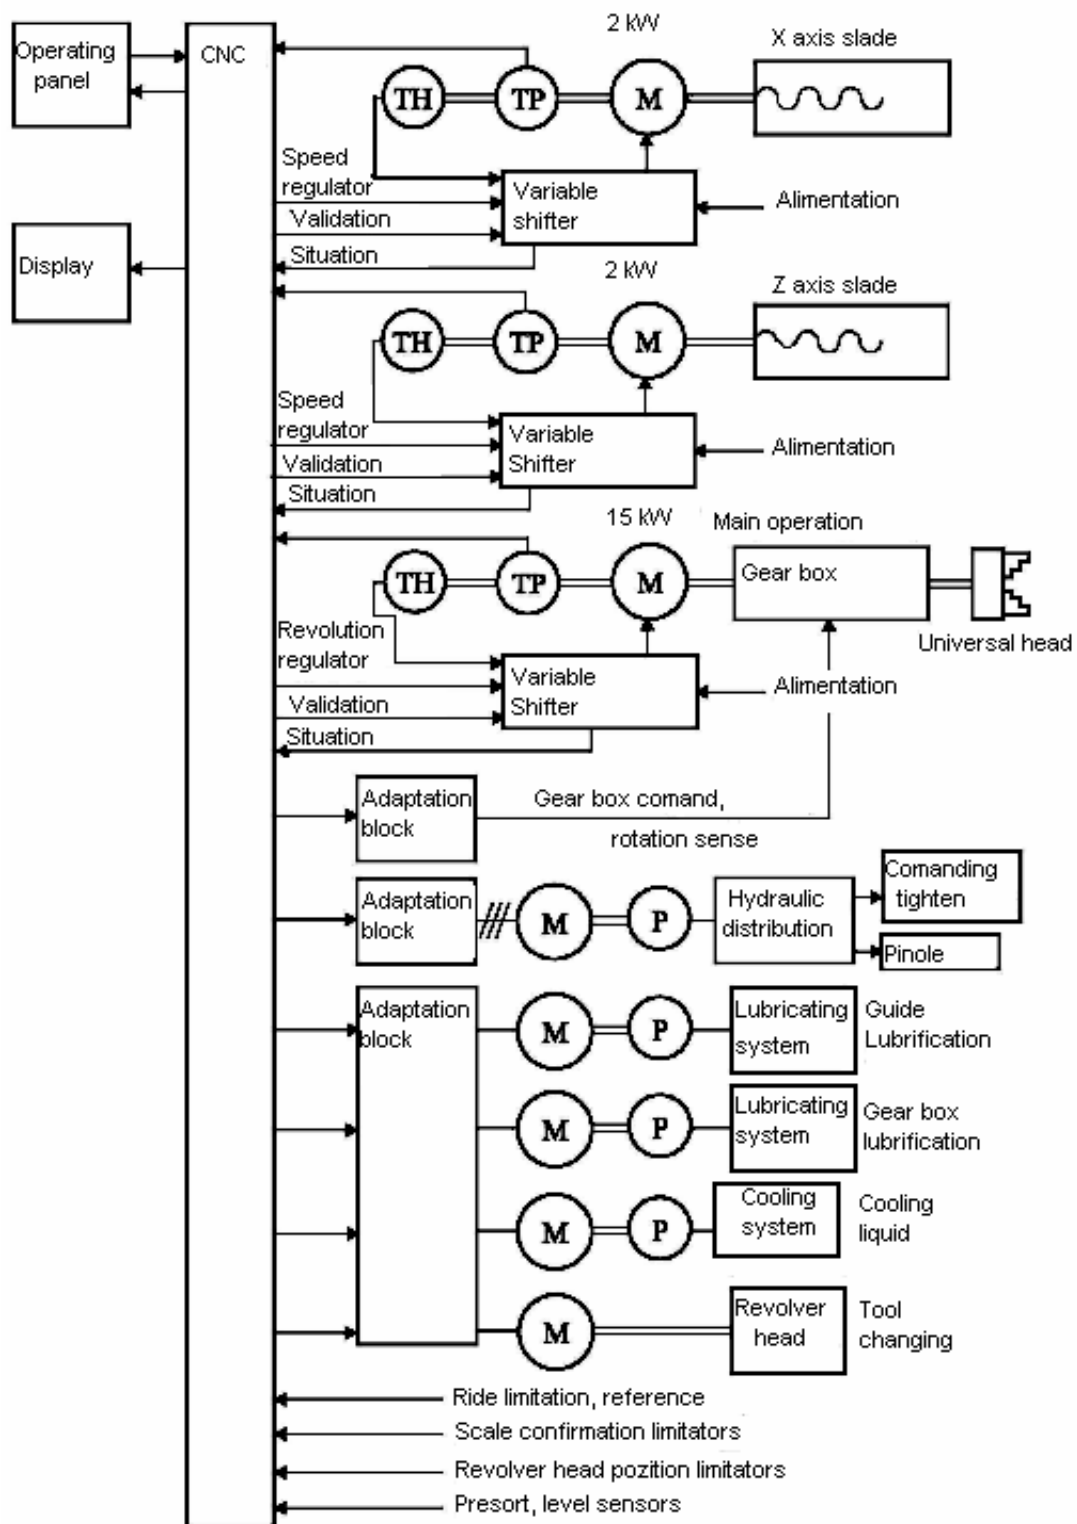 2 kW
X axis slade
Operating
panel
CNC
TH
TP
M
Speed
regulator
Variable
shifter
Alimentation
Validation
Situation
Display
2 kW
Z axis slade
TH
TP
M
Speed
regulator
Variable
Shifter
Alimentation
Validation
Situation
15 kW
Main operation
TH
TP
M
Gear box
Universal head
Revolution
regulator
Variable
Shifter
Alimentation
Validation
Situation
Adaptation
block
Gear box comand,
rotation sense
Adaptation
block
M
P
Hydraulic
distribution
Comanding
tighten
Pinole
Adaptation
block
M
P
Lubricating
system
Guide
Lubrification
M
P
Lubricating
system
Gear box
lubrification
M
P
Cooling
system
Cooling
liquid
M
Revolver
head
Tool
changing
Ride limitation, reference
Scale confirmation limitators
Revolver head pozition limitators
Presort, level sensors